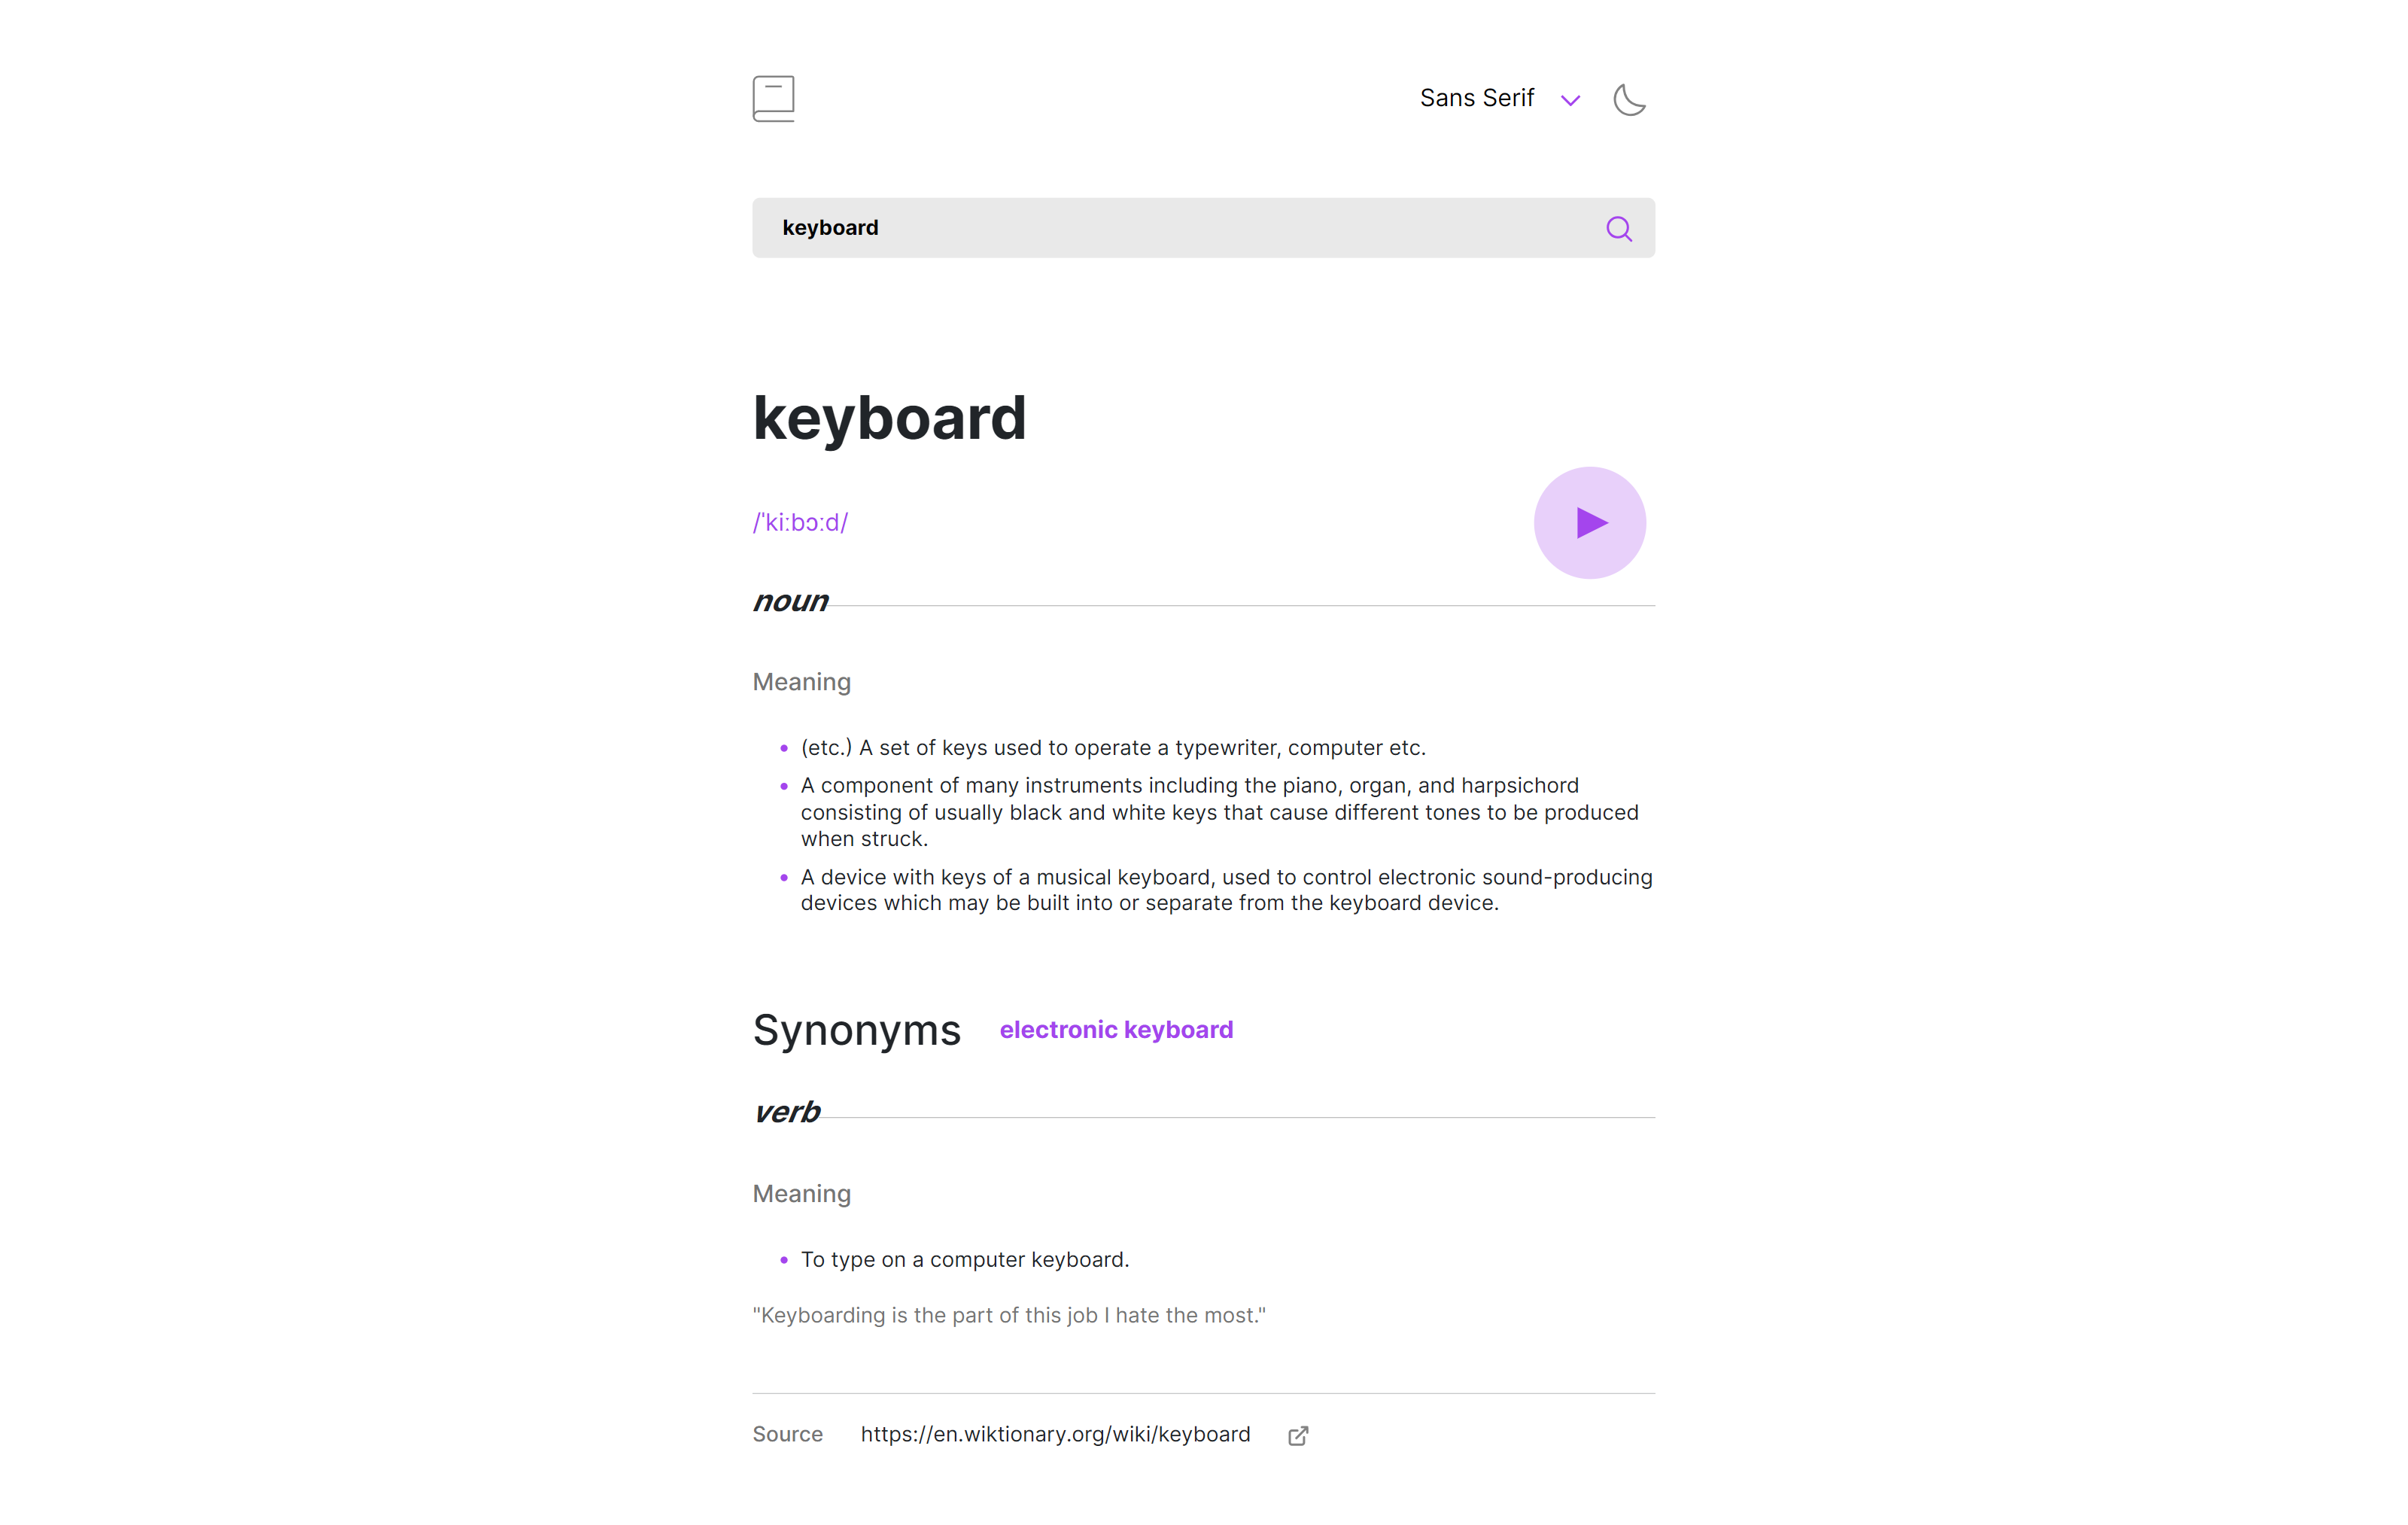 Sans Serif
keyboard
keyboard
/ˈkiːbɔːd/
noun
Meaning
(etc.) A set of keys used to operate a typewriter, computer etc.
A component of many instruments including the piano, organ, and harpsichord
consisting of usually black and white keys that cause different tones to be produced
when struck.
A device with keys of a musical keyboard, used to control electronic sound-producing
devices which may be built into or separate from the keyboard device.
Synonyms electronic keyboard
verb
Meaning
To type on a computer keyboard.
"Keyboarding is the part of this job I hate the most."
Source https://en.wiktionary.org/wiki/keyboard